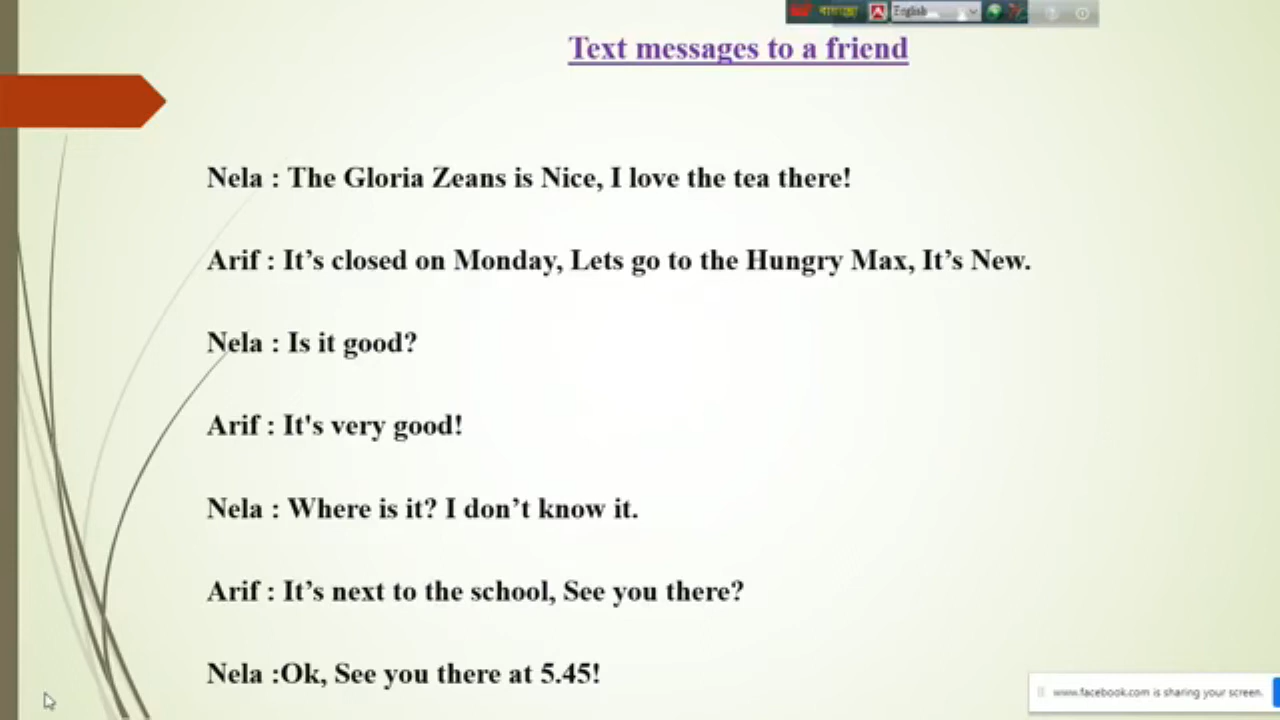 English
Text messages to a friend
Nela : The Gloria Zeans is Nice, I love the tea there!
Arif : It’s closed on Monday, Lets go to the Hungry Max, It’s New.
Nela : Is it good?
Arif : It's very good!
Nela : Where is it? I don’t know it.
Arif : It’s next to the school, See you there?
Nela :Ok, See you there at 5.45!
www.facebook.com is sharing your screen.